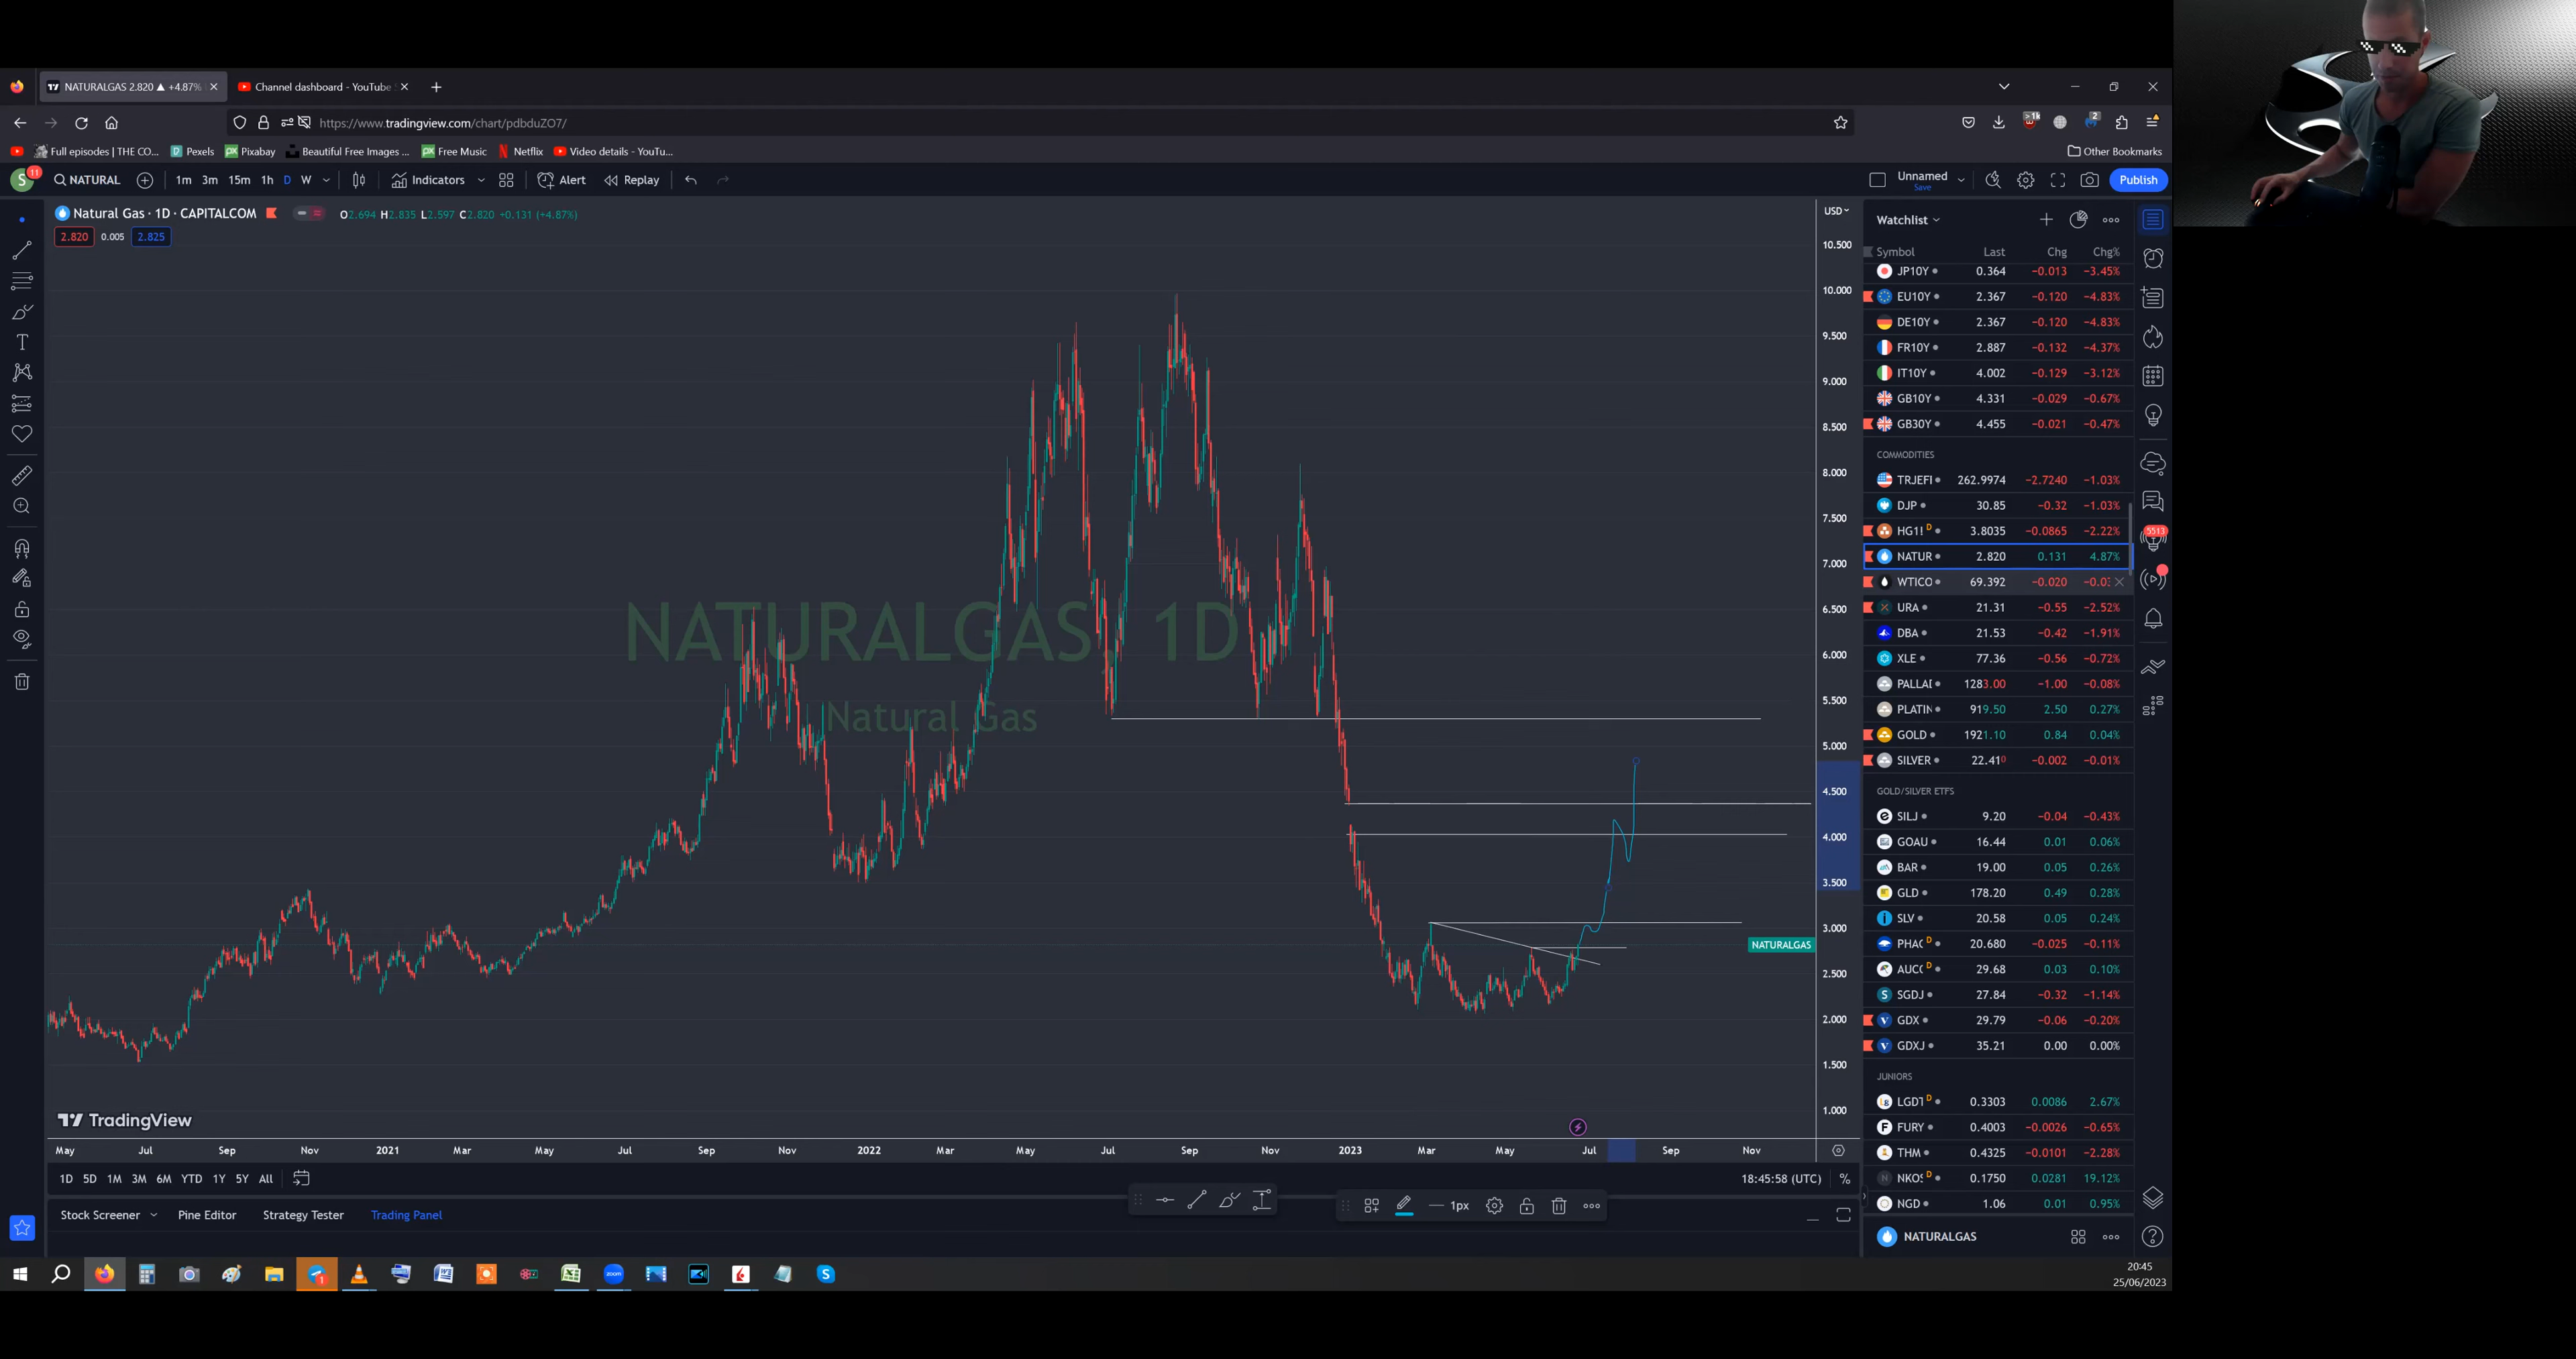 NATURALGAS 2.820 ▲ +4.87%
Channel dashboard - YouTube
https://www.tradingview.com/chart/pdbduZO7/
Full episodes | THE CO...
Pexels
Pixabay
Beautiful Free Images ...
Free Music
Netflix
Video details - YouTu...
Other Bookmarks
S 11
NATURAL
1m 3m 15m 1h D W
Indicators
Alert
Replay
Unnamed
Save
Publish
Natural Gas · 1D · CAPITALCOM
O2.694 H2.835 L2.597 C2.820 +0.131 (+4.87%)
2.820 0.005 2.825
USD
10.500
10.000
9.500
9.000
8.500
8.000
7.500
7.000
6.500
6.000
5.500
5.000
4.500
4.000
3.500
3.000
2.500
2.000
1.500
1.000
NATURALGAS, 1D
Natural Gas
NATURALGAS
TradingView
May Jul Sep Nov 2021 Mar May Jul Sep Nov 2022 Mar May Jul Sep Nov 2023 Mar May Jul Sep Nov
1D 5D 1M 3M 6M YTD 1Y 5Y All
18:45:58 (UTC) %
1px
Stock Screener
Pine Editor
Strategy Tester
Trading Panel
Watchlist
Symbol Last Chg Chg%
JP10Y 0.364 −0.013 −3.45%
EU10Y 2.367 −0.120 −4.83%
DE10Y 2.367 −0.120 −4.83%
FR10Y 2.887 −0.132 −4.37%
IT10Y 4.002 −0.129 −3.12%
GB10Y 4.331 −0.029 −0.67%
GB30Y 4.455 −0.021 −0.47%
COMMODITIES
TRJEFI 262.9974 −2.7240 −1.03%
DJP 30.85 −0.32 −1.03%
HG1! D 3.8035 −0.0865 −2.22%
NATUR 2.820 0.131 4.87%
WTICO 69.392 −0.020 −0.0
URA 21.31 −0.55 −2.52%
DBA 21.53 −0.42 −1.91%
XLE 77.36 −0.56 −0.72%
PALLAD 1283.00 −1.00 −0.08%
PLATIN 919.50 2.50 0.27%
GOLD 1921.10 0.84 0.04%
SILVER 22.410 −0.002 −0.01%
GOLD/SILVER ETFS
SILJ 9.20 −0.04 −0.43%
GOAU 16.44 0.01 0.06%
BAR 19.00 0.05 0.26%
GLD 178.20 0.49 0.28%
SLV 20.58 0.05 0.24%
PHAG D 20.680 −0.025 −0.11%
AUCO D 29.68 0.03 0.10%
SGDJ 27.84 −0.32 −1.14%
GDX 29.79 −0.06 −0.20%
GDXJ 35.21 0.00 0.00%
JUNIORS
LGDT D 0.3303 0.0086 2.67%
FURY 0.4003 −0.0026 −0.65%
THM 0.4325 −0.0101 −2.28%
NKOS D 0.1750 0.0281 19.12%
NGD 1.06 0.01 0.95%
NATURALGAS
5513
20:45
25/06/2023